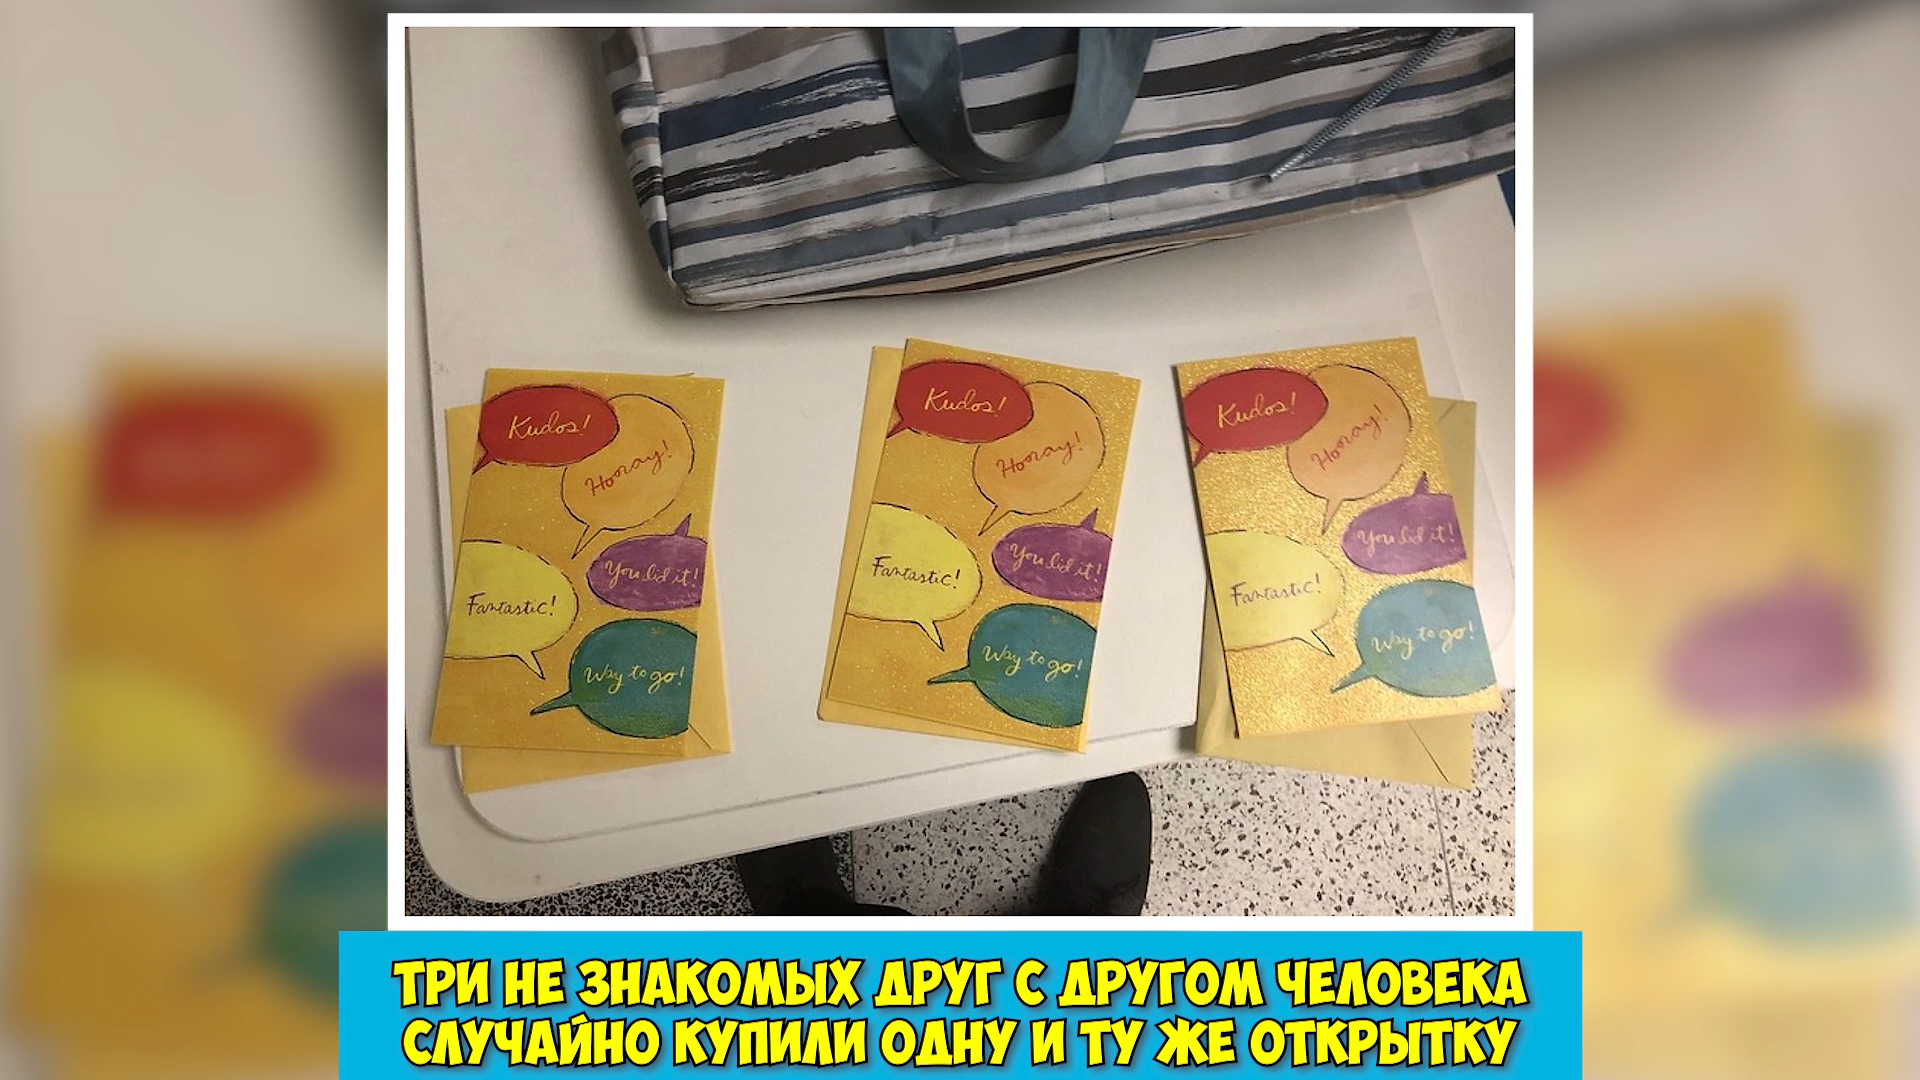 Kudos!
Hooray!
You did it!
Fantastic!
Way to go!
Kudos!
Hooray!
You did it!
Fantastic!
Way to go!
Kudos!
Hooray!
You did it!
Fantastic!
Way to go!
ТРИ НЕ ЗНАКОМЫХ ДРУГ С ДРУГОМ ЧЕЛОВЕКА
СЛУЧАЙНО КУПИЛИ ОДНУ И ТУ ЖЕ ОТКРЫТКУ